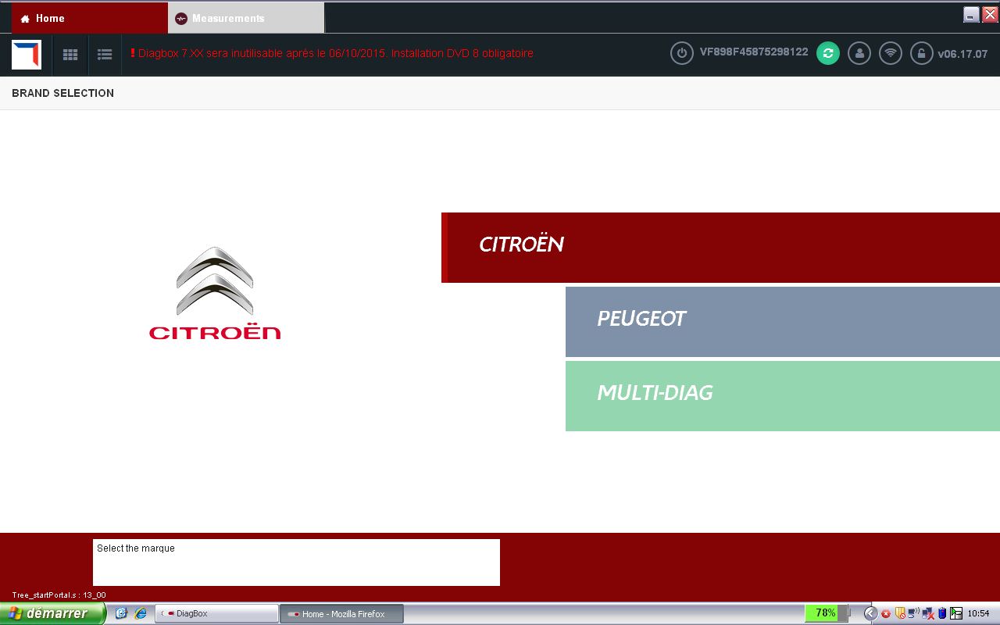 Home
Measurements
! Diagbox 7.XX sera inutilisable après le 06/10/2015. Installation DVD 8 obligatoire
VF898F45875298122
v06.17.07
BRAND SELECTION
CITROËN
CITROËN
PEUGEOT
MULTI-DIAG
Select the marque
Tree_startPortal.s : 13_00
démarrer
DiagBox
Home - Mozilla Firefox
78%
10:54